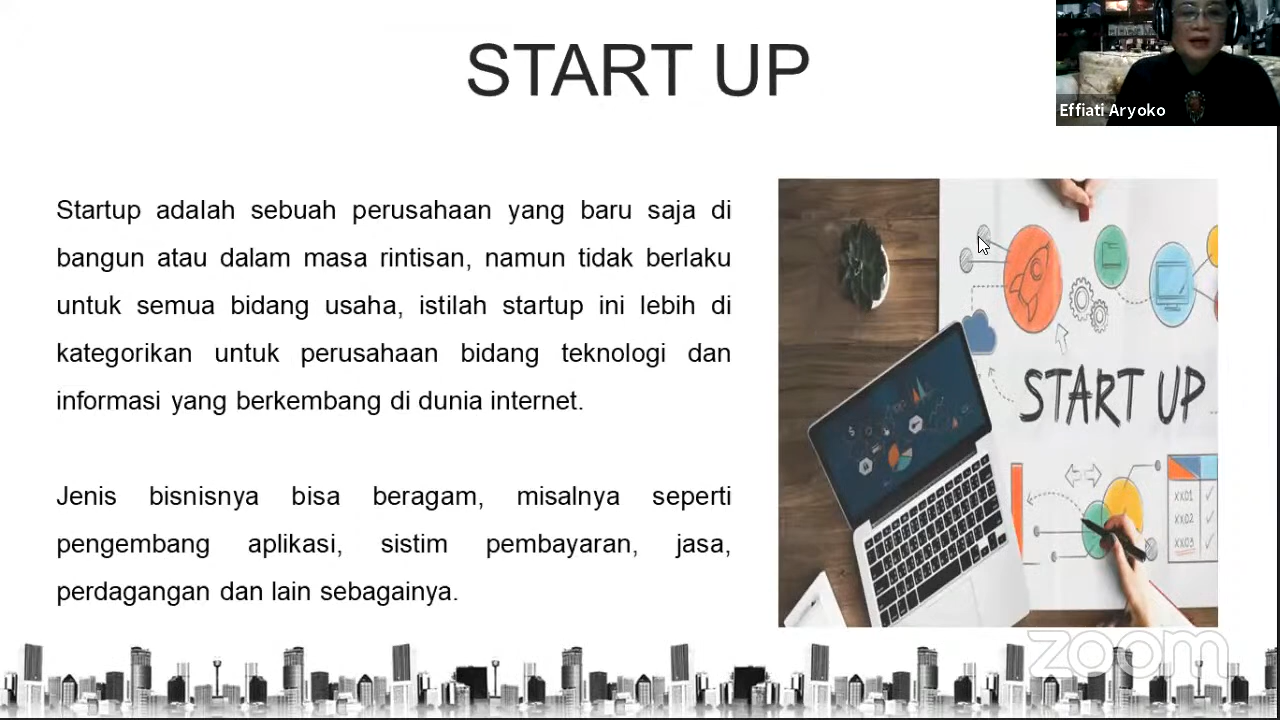 START UP
Effiati Aryoko
Startup adalah sebuah perusahaan yang baru saja di
bangun atau dalam masa rintisan, namun tidak berlaku
untuk semua bidang usaha, istilah startup ini lebih di
kategorikan untuk perusahaan bidang teknologi dan
informasi yang berkembang di dunia internet.
Jenis bisnisnya bisa beragam, misalnya seperti
pengembang aplikasi, sistim pembayaran, jasa,
perdagangan dan lain sebagainya.
START UP
XX01
XX02
XX03
zoom